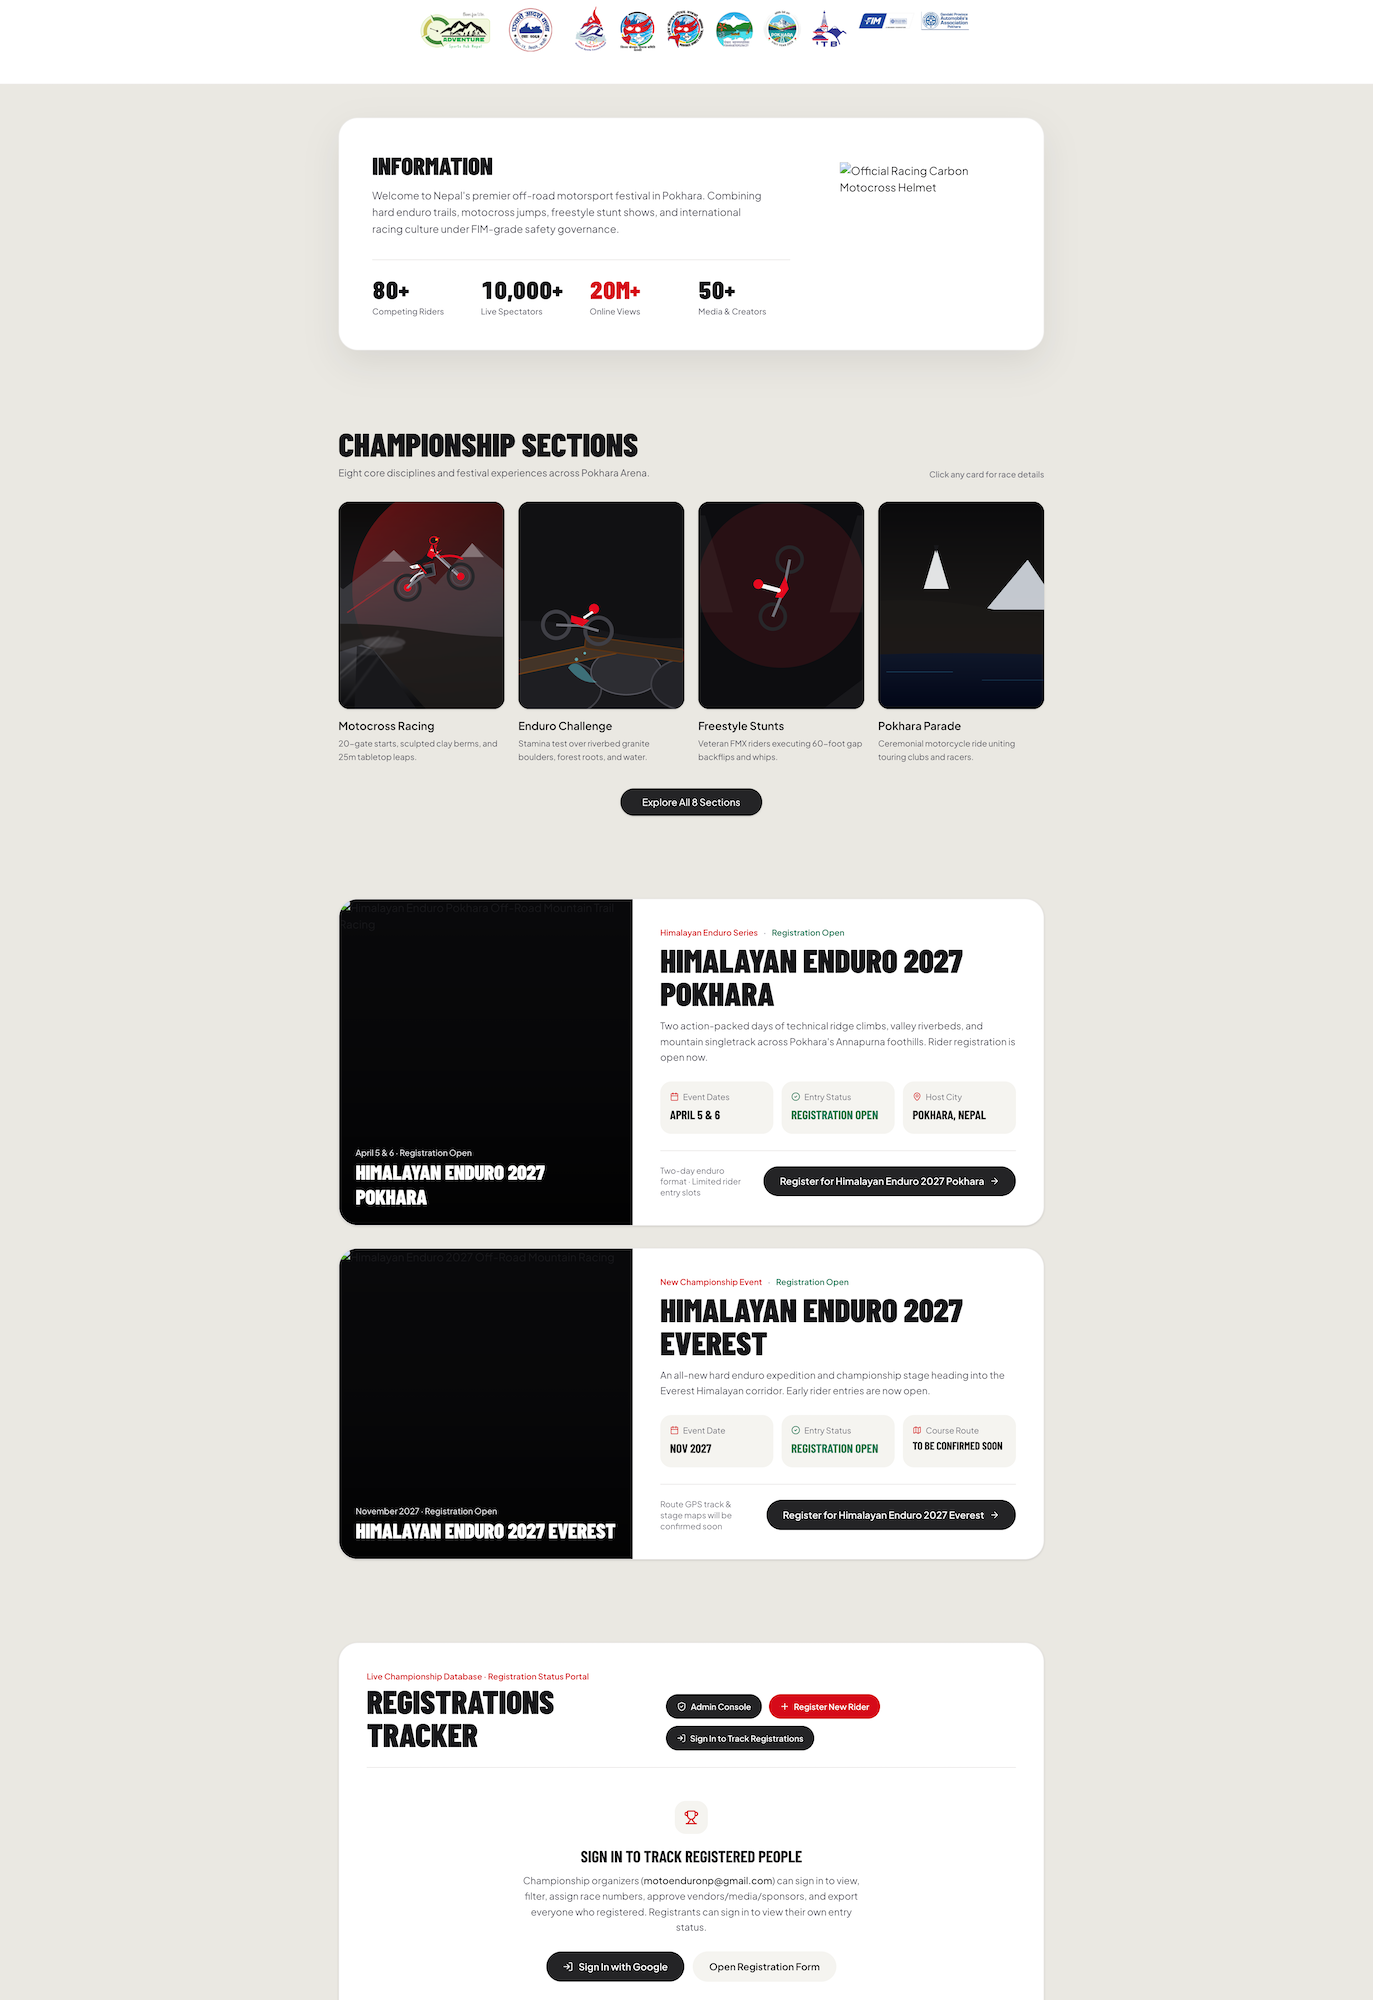 ADVENTURE
ITB
FIM
INFORMATION
Welcome to Nepal's premier off-road motorsport festival in Pokhara. Combining
hard enduro trails, motocross jumps, freestyle stunt shows, and international
racing culture under FIM-grade safety governance.
80+
Competing Riders
10,000+
Live Spectators
20M+
Online Views
50+
Media & Creators
Official Racing Carbon
Motocross Helmet
CHAMPIONSHIP SECTIONS
Eight core disciplines and festival experiences across Pokhara Arena.
Click any card for race details
Motocross Racing
20-gate starts, sculpted clay berms, and
25m tabletop leaps.
Enduro Challenge
Stamina test over riverbed granite
boulders, forest roots, and water.
Freestyle Stunts
Veteran FMX riders executing 60-foot gap
backflips and whips.
Pokhara Parade
Ceremonial motorcycle ride uniting
touring clubs and racers.
Explore All 8 Sections
Himalayan Enduro Pokhara Off-Road Mountain Trail
Racing
April 5 & 6 · Registration Open
HIMALAYAN ENDURO 2027
POKHARA
Himalayan Enduro Series · Registration Open
HIMALAYAN ENDURO 2027
POKHARA
Two action-packed days of technical ridge climbs, valley riverbeds, and
mountain singletrack across Pokhara's Annapurna foothills. Rider registration is
open now.
Event Dates
APRIL 5 & 6
Entry Status
REGISTRATION OPEN
Host City
POKHARA, NEPAL
Two-day enduro
format · Limited rider
entry slots
Register for Himalayan Enduro 2027 Pokhara →
Himalayan Enduro 2027 Off-Road Mountain Racing
November 2027 · Registration Open
HIMALAYAN ENDURO 2027 EVEREST
New Championship Event · Registration Open
HIMALAYAN ENDURO 2027
EVEREST
An all-new hard enduro expedition and championship stage heading into the
Everest Himalayan corridor. Early rider entries are now open.
Event Date
NOV 2027
Entry Status
REGISTRATION OPEN
Course Route
TO BE CONFIRMED SOON
Route GPS track &
stage maps will be
confirmed soon
Register for Himalayan Enduro 2027 Everest →
Live Championship Database · Registration Status Portal
REGISTRATIONS
TRACKER
Admin Console
+ Register New Rider
Sign In to Track Registrations
SIGN IN TO TRACK REGISTERED PEOPLE
Championship organizers (motoenduronp@gmail.com) can sign in to view,
filter, assign race numbers, approve vendors/media/sponsors, and export
everyone who registered. Registrants can sign in to view their own entry
status.
Sign In with Google
Open Registration Form